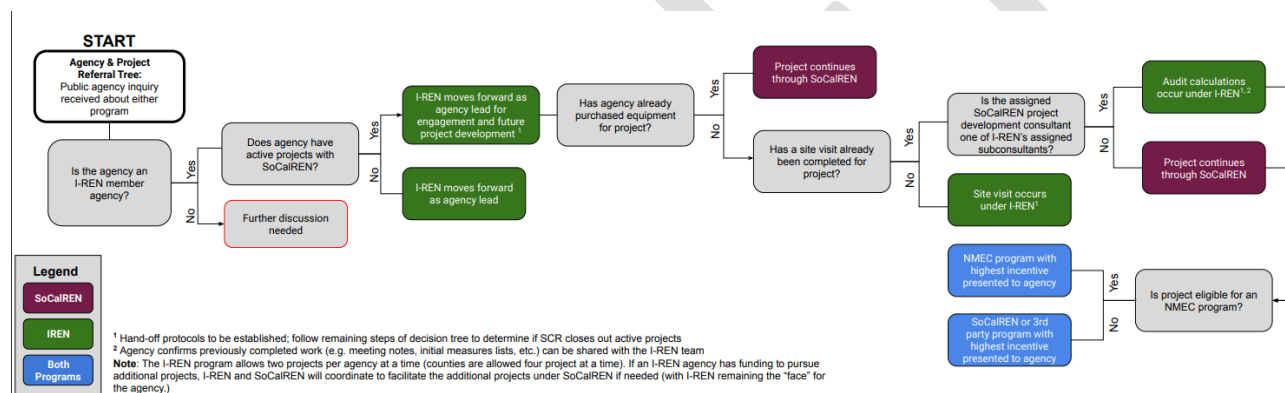 START
Agency & Project
Referral Tree:
Public agency inquiry
received about either
program
Is the agency an
I-REN member
agency?
Yes
No
Does agency have
active projects with
SoCalREN?
Further discussion
needed
Yes
No
I-REN moves forward as
agency lead for
engagement and future
project development 1
I-REN moves forward
as agency lead
Has agency already
purchased equipment
for project?
Yes
No
Project continues
through SoCalREN
Has a site visit already
been completed for
project?
Yes
No
Is the assigned
SoCalREN project
development consultant
one of I-REN's assigned
subconsultants?
Site visit occurs
under I-REN1
Yes
No
Audit calculations
occur under I-REN1,2
Project continues
through SoCalREN
Is project eligible for an
NMEC program?
Yes
No
NMEC program with
highest incentive
presented to agency
SoCalREN or 3rd
party program with
highest incentive
presented to agency
Legend
SoCalREN
IREN
Both
Programs
1 Hand-off protocols to be established; follow remaining steps of decision tree to determine if SCR closes out active projects
2 Agency confirms previously completed work (e.g. meeting notes, initial measures lists, etc.) can be shared with the I-REN team
Note: The I-REN program allows two projects per agency at a time (counties are allowed four project at a time). If an I-REN agency has funding to pursue
additional projects, I-REN and SoCalREN will coordinate to facilitate the additional projects under SoCalREN if needed (with I-REN remaining the "face" for
the agency.)